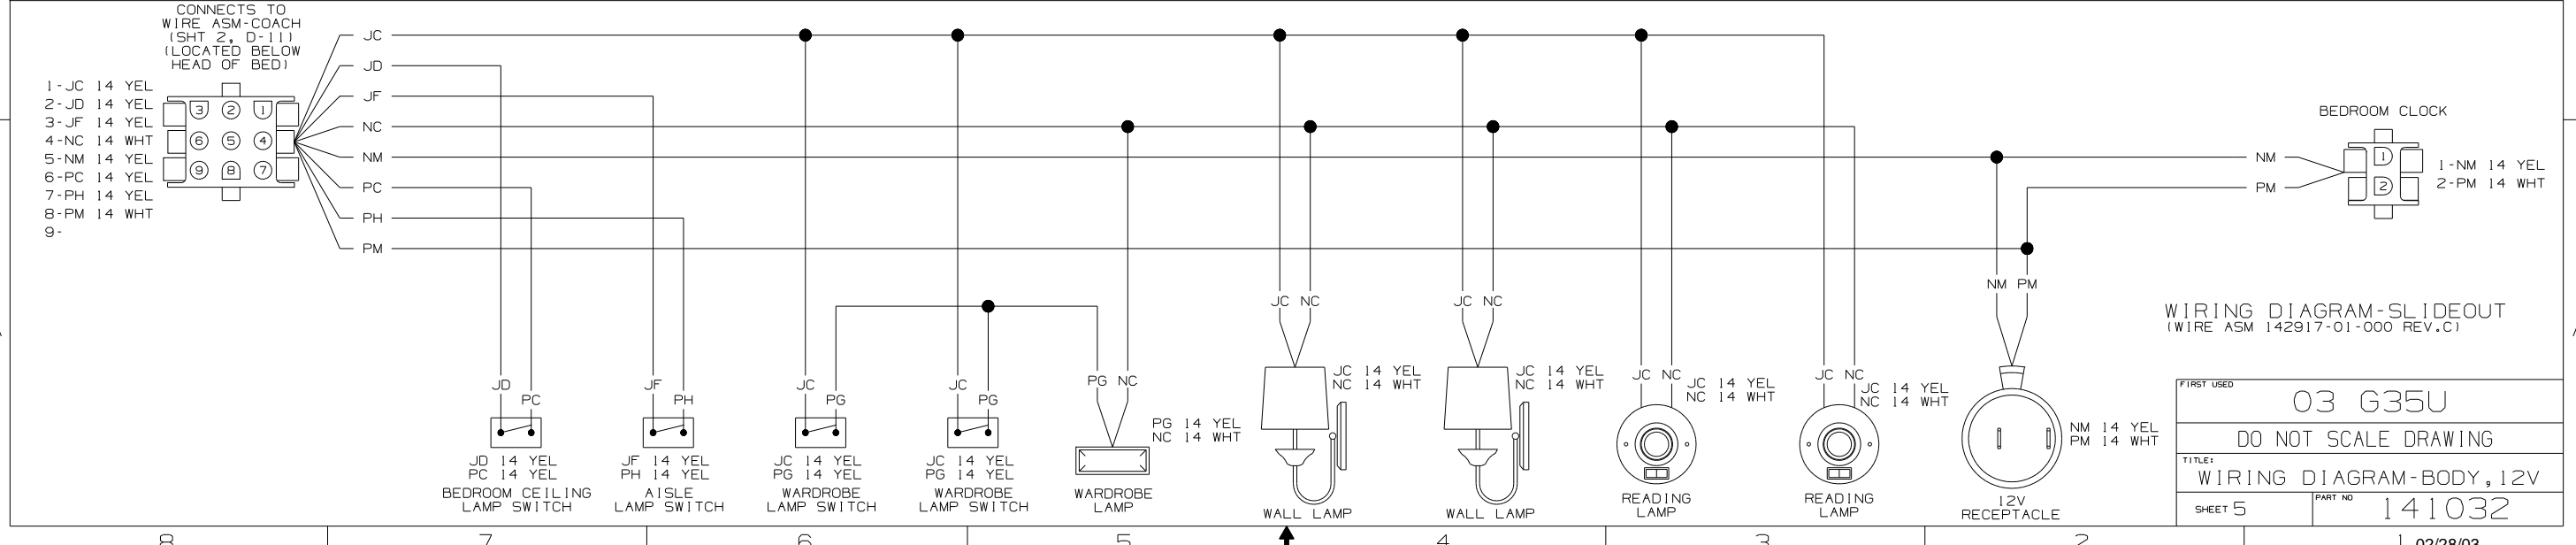 CONNECTS TO
WIRE ASM-COACH
(SHT 2, D-11)
(LOCATED BELOW
HEAD OF BED)
1-JC 14 YEL
2-JD 14 YEL
3-JF 14 YEL
4-NC 14 WHT
5-NM 14 YEL
6-PC 14 YEL
7-PH 14 YEL
8-PM 14 WHT
9-
3 2 1
6 5 4
9 8 7
JC
JD
JF
NC
NM
PC
PH
PM
BEDROOM CLOCK
NM
PM
1
2
1-NM 14 YEL
2-PM 14 WHT
JD
PC
JD 14 YEL
PC 14 YEL
BEDROOM CEILING
LAMP SWITCH
JF
PH
JF 14 YEL
PH 14 YEL
AISLE
LAMP SWITCH
JC
PG
JC 14 YEL
PG 14 YEL
WARDROBE
LAMP SWITCH
JC
PG
JC 14 YEL
PG 14 YEL
WARDROBE
LAMP SWITCH
PG NC
PG 14 YEL
NC 14 WHT
WARDROBE
LAMP
JC NC
JC 14 YEL
NC 14 WHT
WALL LAMP
JC NC
JC 14 YEL
NC 14 WHT
WALL LAMP
JC NC
JC 14 YEL
NC 14 WHT
READING
LAMP
JC NC
JC 14 YEL
NC 14 WHT
READING
LAMP
NM PM
NM 14 YEL
PM 14 WHT
12V
RECEPTACLE
WIRING DIAGRAM-SLIDEOUT
(WIRE ASM 142917-01-000 REV.C)
FIRST USED
03 G35U
DO NOT SCALE DRAWING
TITLE:
WIRING DIAGRAM-BODY,12V
SHEET 5
PART NO
141032
8 7 6 5 4 3 2 1
02/28/03